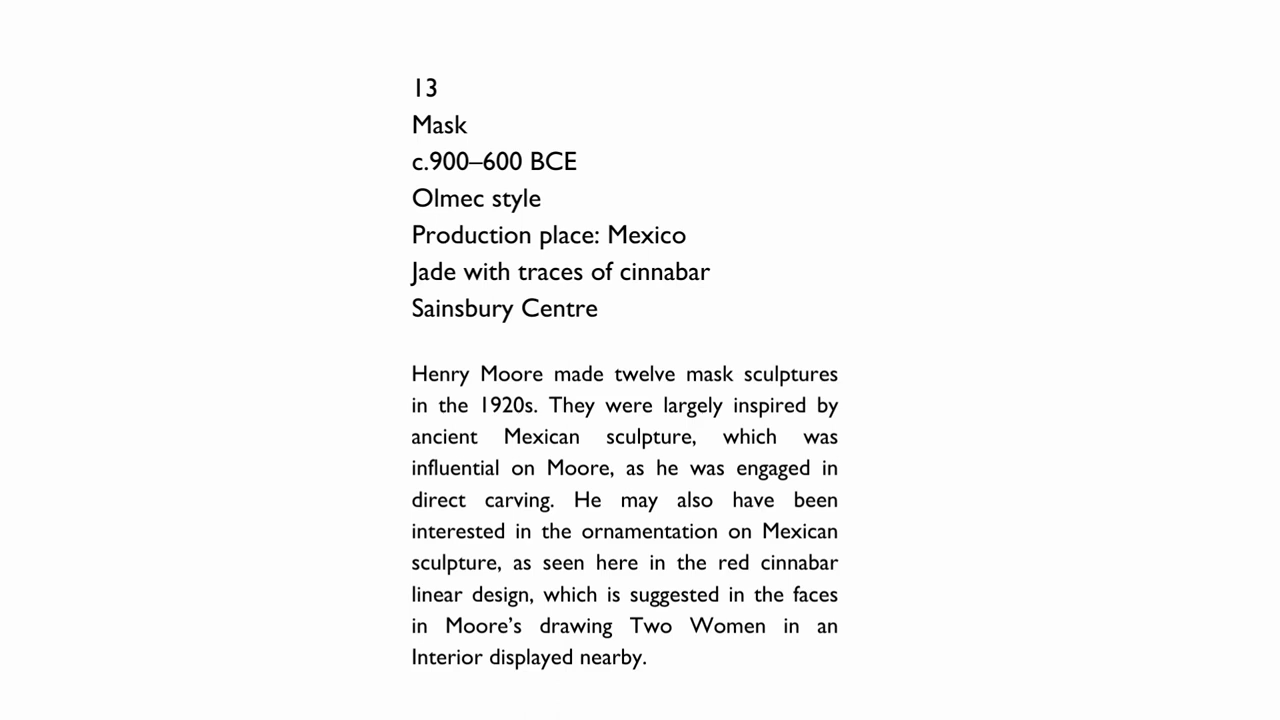 13
Mask
c.900–600 BCE
Olmec style
Production place: Mexico
Jade with traces of cinnabar
Sainsbury Centre
Henry Moore made twelve mask sculptures
in the 1920s. They were largely inspired by
ancient Mexican sculpture, which was
influential on Moore, as he was engaged in
direct carving. He may also have been
interested in the ornamentation on Mexican
sculpture, as seen here in the red cinnabar
linear design, which is suggested in the faces
in Moore’s drawing Two Women in an
Interior displayed nearby.